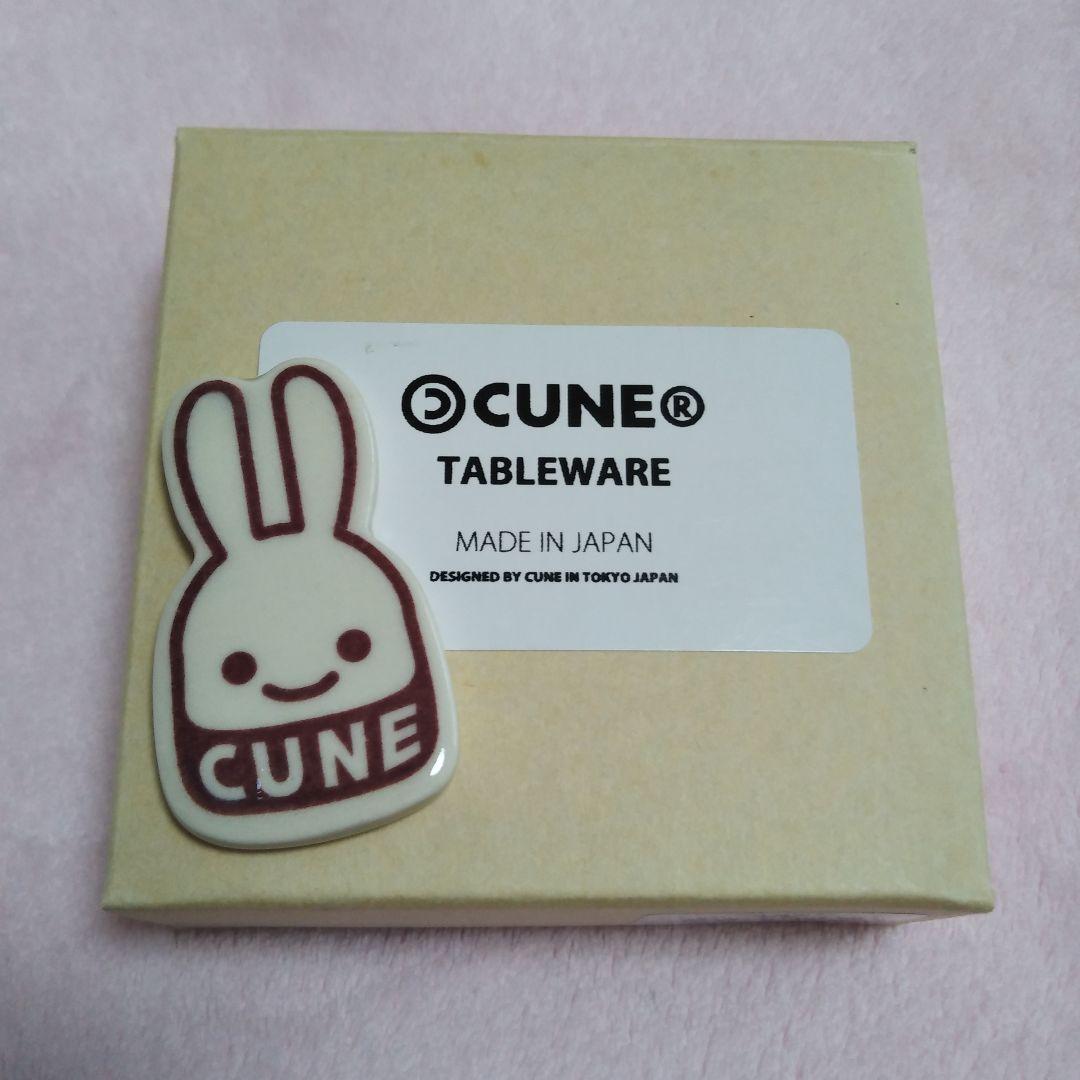 ↄ⃝CUNE®
TABLEWARE
MADE IN JAPAN
DESIGNED BY CUNE IN TOKYO JAPAN
CUNE